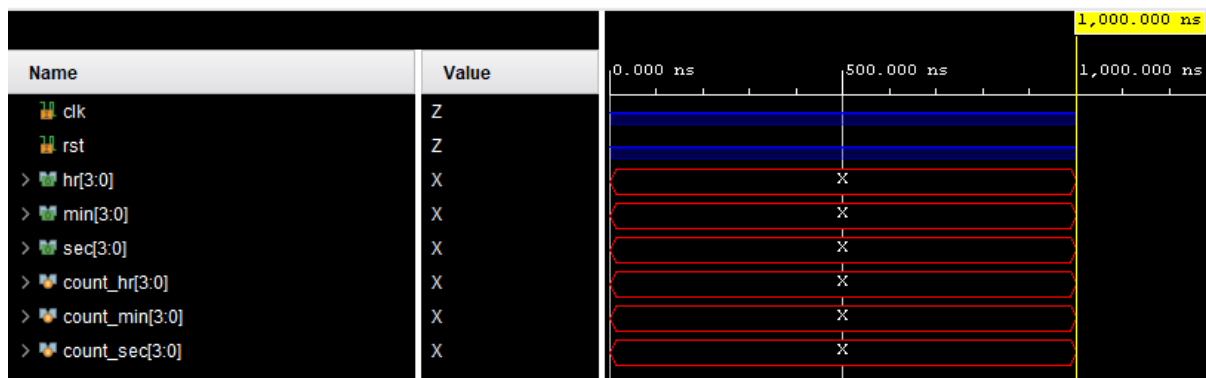 1,000.000 ns
Name Value 0.000 ns 500.000 ns 1,000.000 ns
clk Z
rst Z
hr[3:0] X X
min[3:0] X X
sec[3:0] X X
count_hr[3:0] X X
count_min[3:0] X X
count_sec[3:0] X X